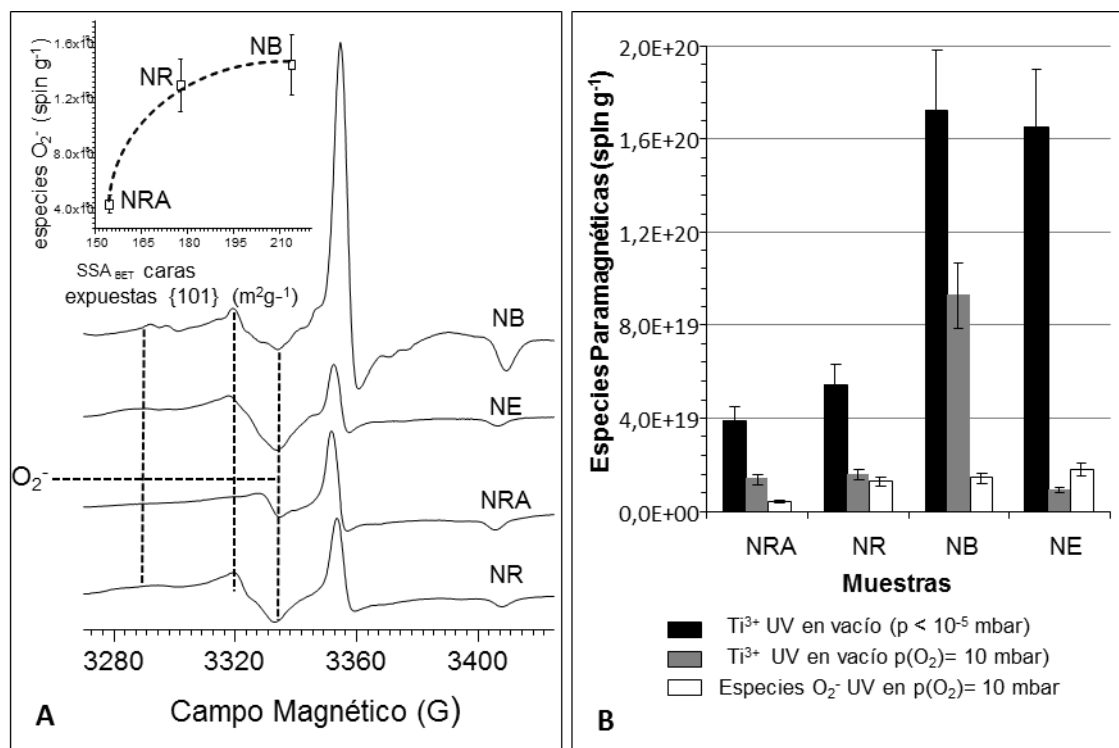 especies O₂⁻ (spin g⁻¹)
8.0x10
4.0x10
NB
NR
NRA
150 165 180 195 210
SSA BET caras
expuestas {101} (m²g⁻¹)
NB
NE
O₂⁻
NRA
NR
3280 3320 3360 3400
Campo Magnético (G)
A
Especies Paramagnéticas (spIn g⁻¹)
2,0E+20
1,6E+20
1,2E+20
8,0E+19
4,0E+19
0,0E+00
NRA NR NB NE
Muestras
Ti³⁺ UV en vacío (p < 10⁻⁵ mbar)
Ti³⁺ UV en vacío p(O₂)= 10 mbar)
Especies O₂⁻ UV en p(O₂)= 10 mbar
B